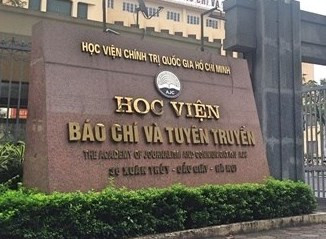 HỌC VIỆN CHÍNH TRỊ QUỐC GIA HỒ CHÍ MINH
AJC
HỌC VIỆN
BÁO CHÍ VÀ TUYÊN TRUYỀN
THE ACADEMY OF JOURNALISM AND COMMUNICATION
36 XUÂN THỦY - CẦU GIẤY - HÀ NỘI